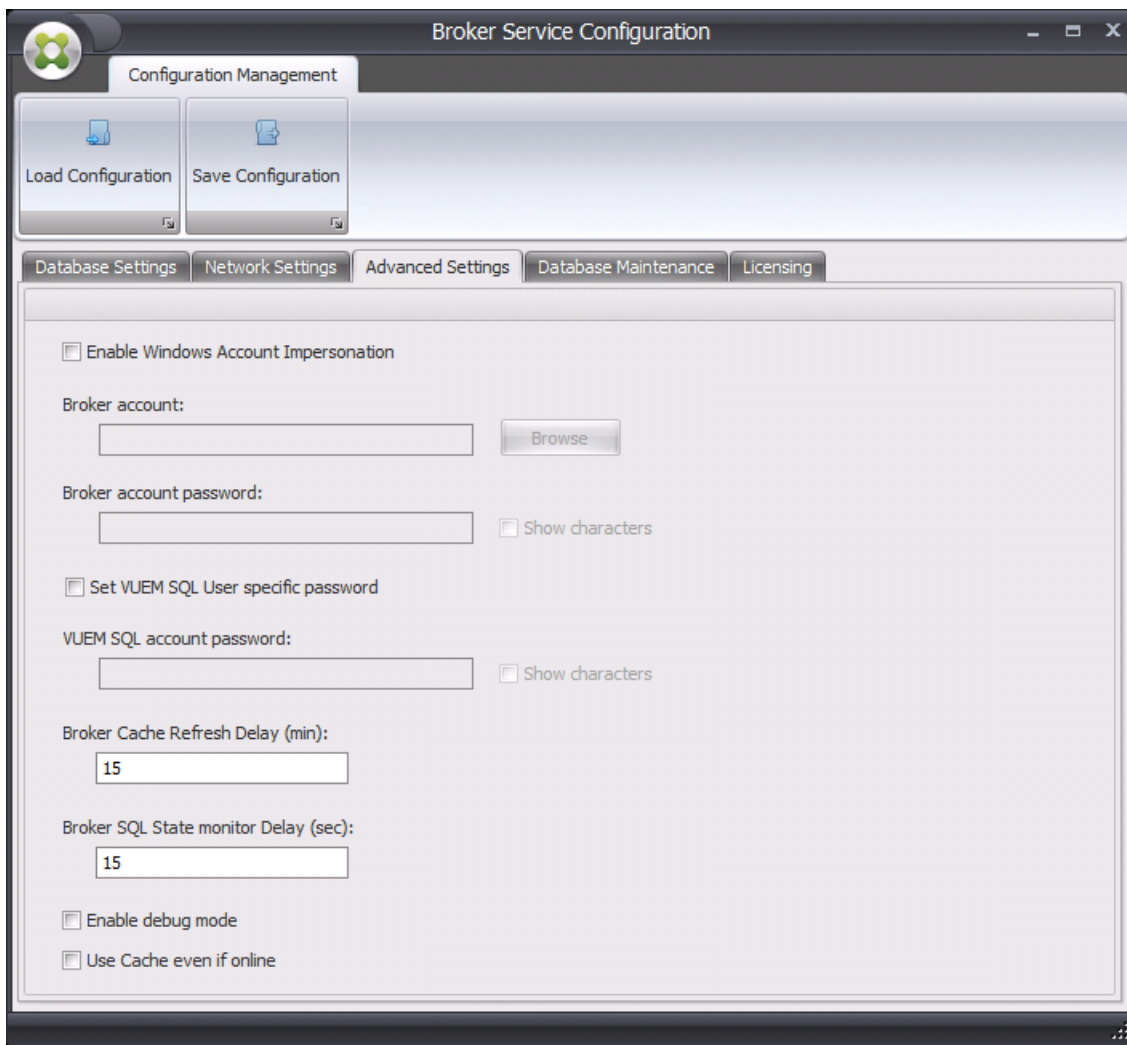 Broker Service Configuration
Configuration Management
Load Configuration Save Configuration
Database Settings Network Settings Advanced Settings Database Maintenance Licensing
Enable Windows Account Impersonation
Broker account:
Browse
Broker account password:
Show characters
Set VUEM SQL User specific password
VUEM SQL account password:
Show characters
Broker Cache Refresh Delay (min):
15
Broker SQL State monitor Delay (sec):
15
Enable debug mode
Use Cache even if online